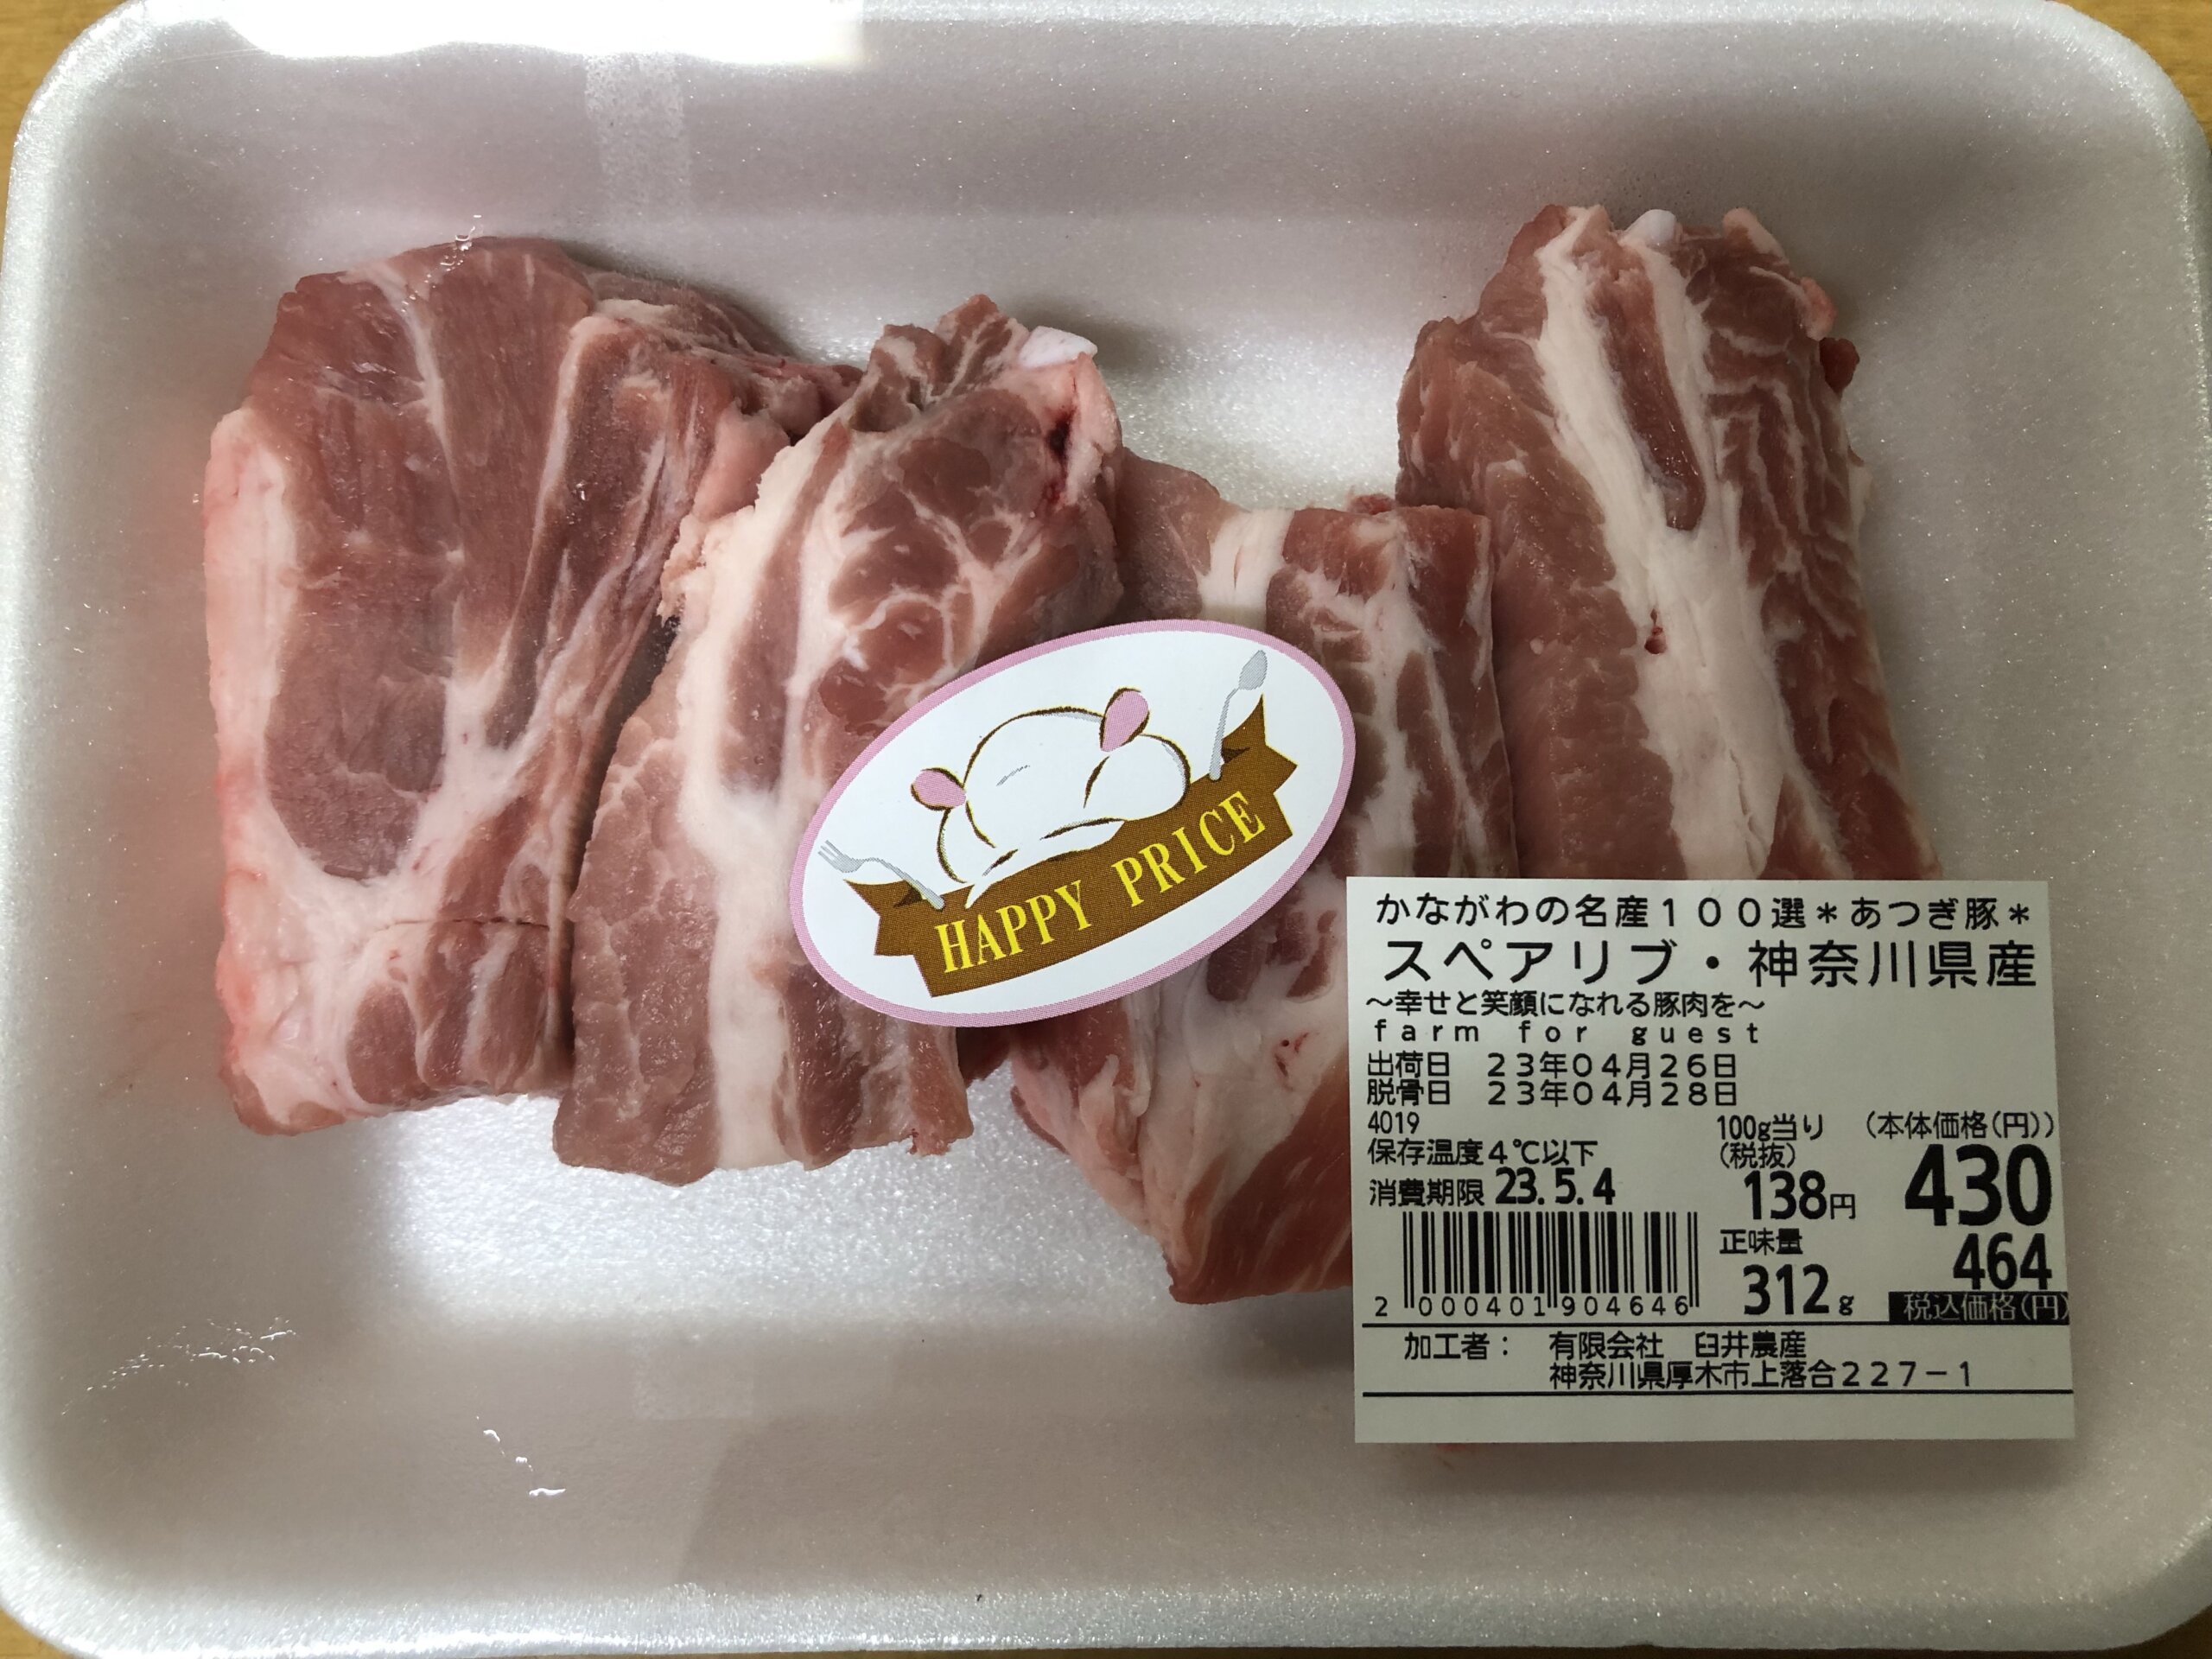 HAPPY PRICE
かながわの名産100選*あつぎ豚*
スペアリブ・神奈川県産
~幸せと笑顔になれる豚肉を~
farm for guest
出荷日 23年04月26日
脱骨日 23年04月28日
4019 100g当り (本体価格(円))
保存温度4℃以下 (税抜) 430
消費期限 23.5.4 138円
正味量 464
312g 税込価格(円)
2 000401 904646
加工者: 有限会社 臼井農産
神奈川県厚木市上落合227-1